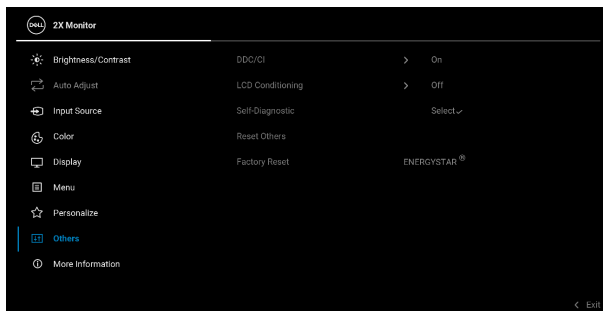 DELL 2X Monitor
Brightness/Contrast DDC/CI > On
Auto Adjust LCD Conditioning > Off
Input Source Self-Diagnostic Select✓
Color Reset Others
Display Factory Reset ENERGYSTAR ®
Menu
Personalize
Others
More Information
< Exit